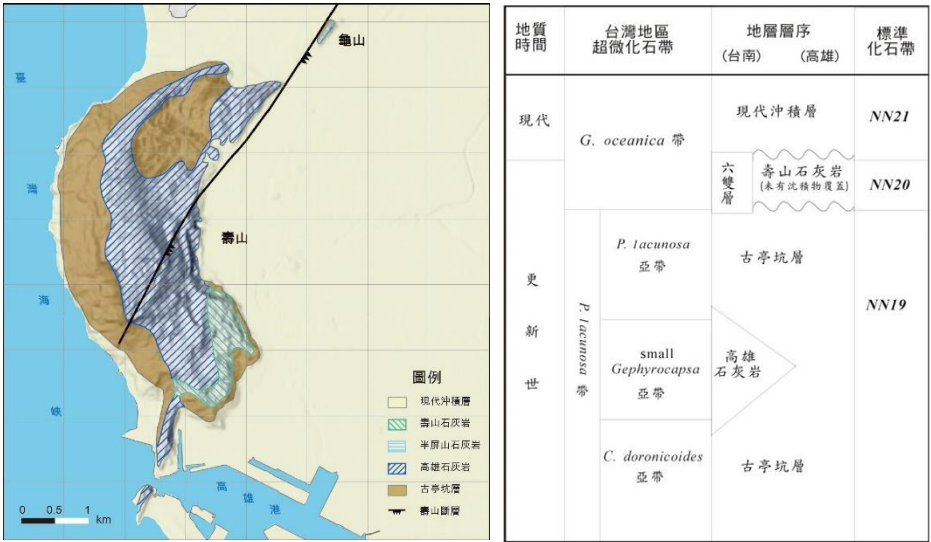 龜山
臺
灣
海
峽
壽山
高雄港
圖例
現代沖積層
壽山石灰岩
半屏山石灰岩
高雄石灰岩
古亭坑層
壽山斷層
0 0.5 1
km
地質
時間
台灣地區
超微化石帶
地層層序
(台南) (高雄)
標準
化石帶
現代
G. oceanica 帶
現代沖積層
NN21
六雙層
壽山石灰岩
(未有沈積物覆蓋)
NN20
更新世
P. lacunosa 帶
P. lacunosa
亞帶
古亭坑層
NN19
small
Gephyrocapsa
亞帶
高雄
石灰岩
C. doronicoides
亞帶
古亭坑層